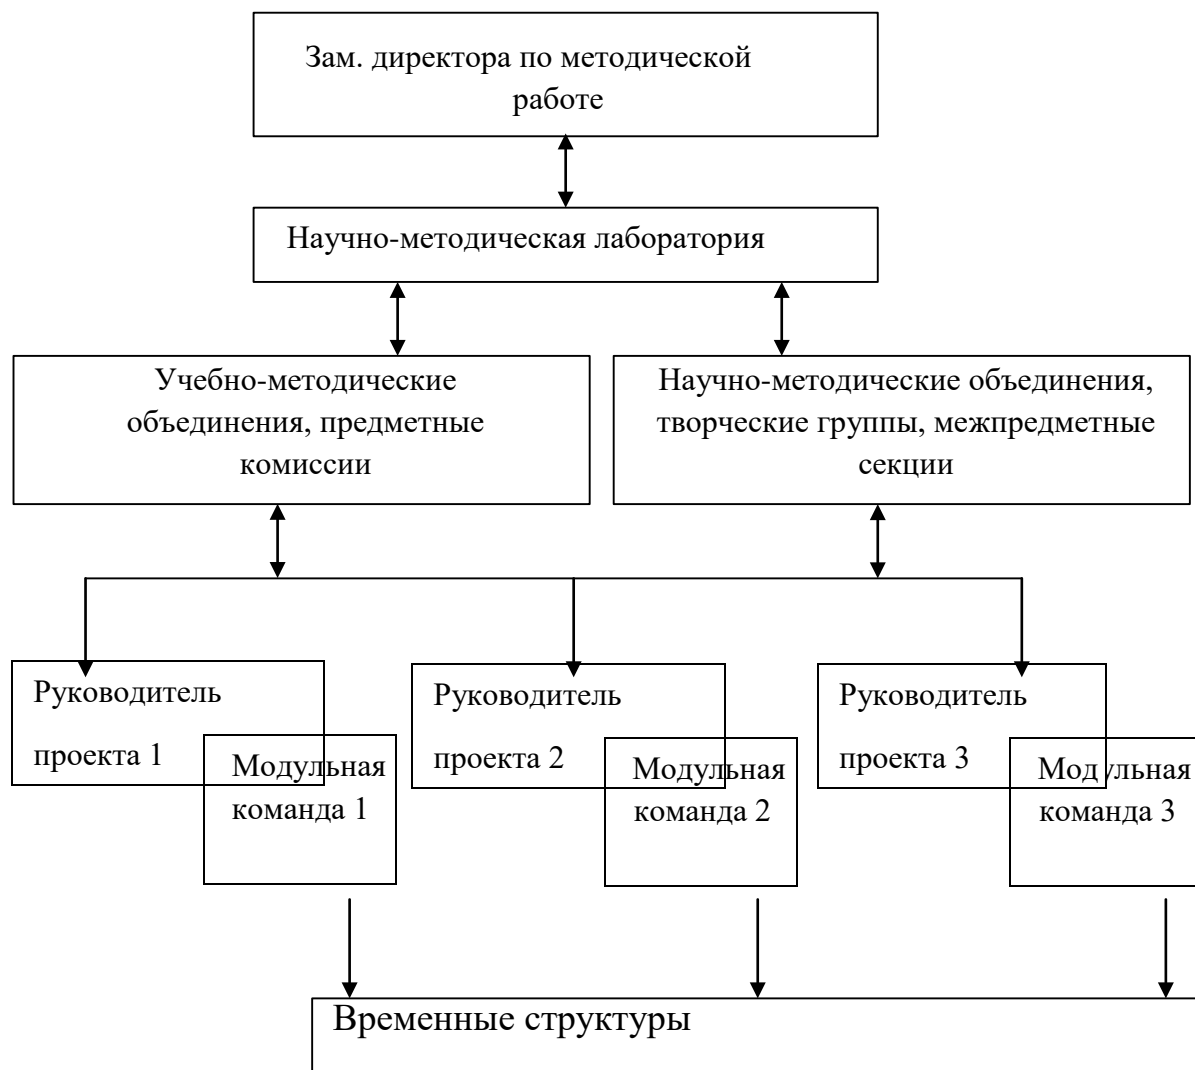 Зам. директора по методической
работе
Научно-методическая лаборатория
Учебно-методические
объединения, предметные
комиссии
Научно-методические объединения,
творческие группы, межпредметные
секции
Руководитель
проекта 1
Модульная
команда 1
Руководитель
проекта 2
Модульная
команда 2
Руководитель
проекта 3
Модульная
команда 3
Временные структуры